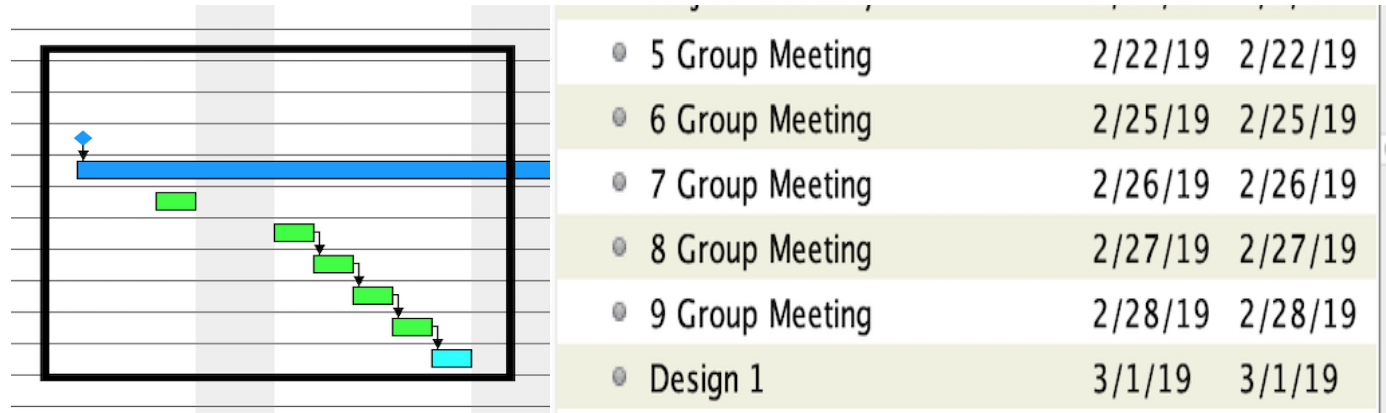 5 Group Meeting 2/22/19 2/22/19
6 Group Meeting 2/25/19 2/25/19
7 Group Meeting 2/26/19 2/26/19
8 Group Meeting 2/27/19 2/27/19
9 Group Meeting 2/28/19 2/28/19
Design 1 3/1/19 3/1/19